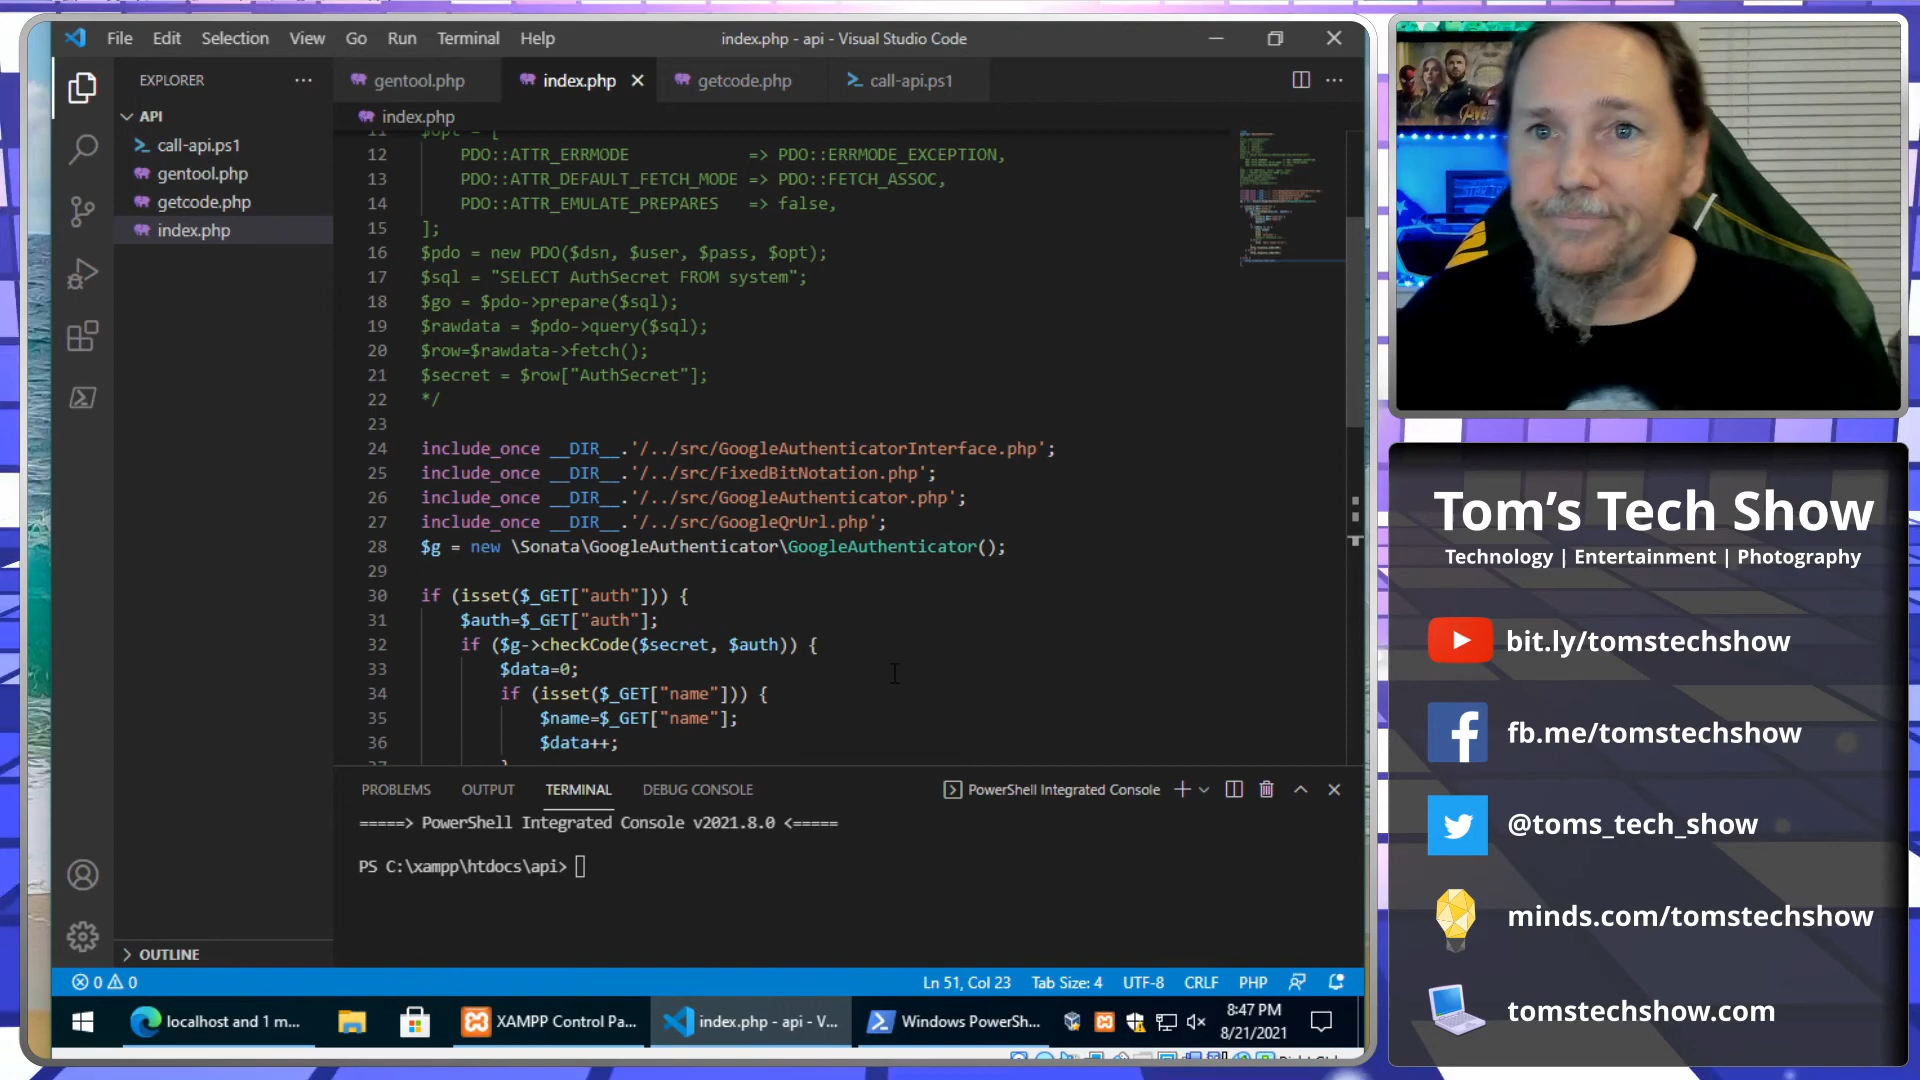 File Edit Selection View Go Run Terminal Help
index.php - api - Visual Studio Code
EXPLORER
API
call-api.ps1
gentool.php
getcode.php
index.php
OUTLINE
gentool.php index.php getcode.php call-api.ps1
index.php
11 $opt = [
12 PDO::ATTR_ERRMODE => PDO::ERRMODE_EXCEPTION,
13 PDO::ATTR_DEFAULT_FETCH_MODE => PDO::FETCH_ASSOC,
14 PDO::ATTR_EMULATE_PREPARES => false,
15 ];
16 $pdo = new PDO($dsn, $user, $pass, $opt);
17 $sql = "SELECT AuthSecret FROM system";
18 $go = $pdo->prepare($sql);
19 $rawdata = $pdo->query($sql);
20 $row=$rawdata->fetch();
21 $secret = $row["AuthSecret"];
22 */
23
24 include_once __DIR__.'/../src/GoogleAuthenticatorInterface.php';
25 include_once __DIR__.'/../src/FixedBitNotation.php';
26 include_once __DIR__.'/../src/GoogleAuthenticator.php';
27 include_once __DIR__.'/../src/GoogleQrUrl.php';
28 $g = new \Sonata\GoogleAuthenticator\GoogleAuthenticator();
29
30 if (isset($_GET["auth"])) {
31 $auth=$_GET["auth"];
32 if ($g->checkCode($secret, $auth)) {
33 $data=0;
34 if (isset($_GET["name"])) {
35 $name=$_GET["name"];
36 $data++;
37 }
PROBLEMS OUTPUT TERMINAL DEBUG CONSOLE PowerShell Integrated Console
=====> PowerShell Integrated Console v2021.8.0 <=====
PS C:\xampp\htdocs\api>
0 0 Ln 51, Col 23 Tab Size: 4 UTF-8 CRLF PHP
localhost and 1 m... XAMPP Control Pa... index.php - api - V... Windows PowerSh... 8:47 PM
8/21/2021
Tom's Tech Show
Technology | Entertainment | Photography
bit.ly/tomstechshow
fb.me/tomstechshow
@toms_tech_show
minds.com/tomstechshow
tomstechshow.com